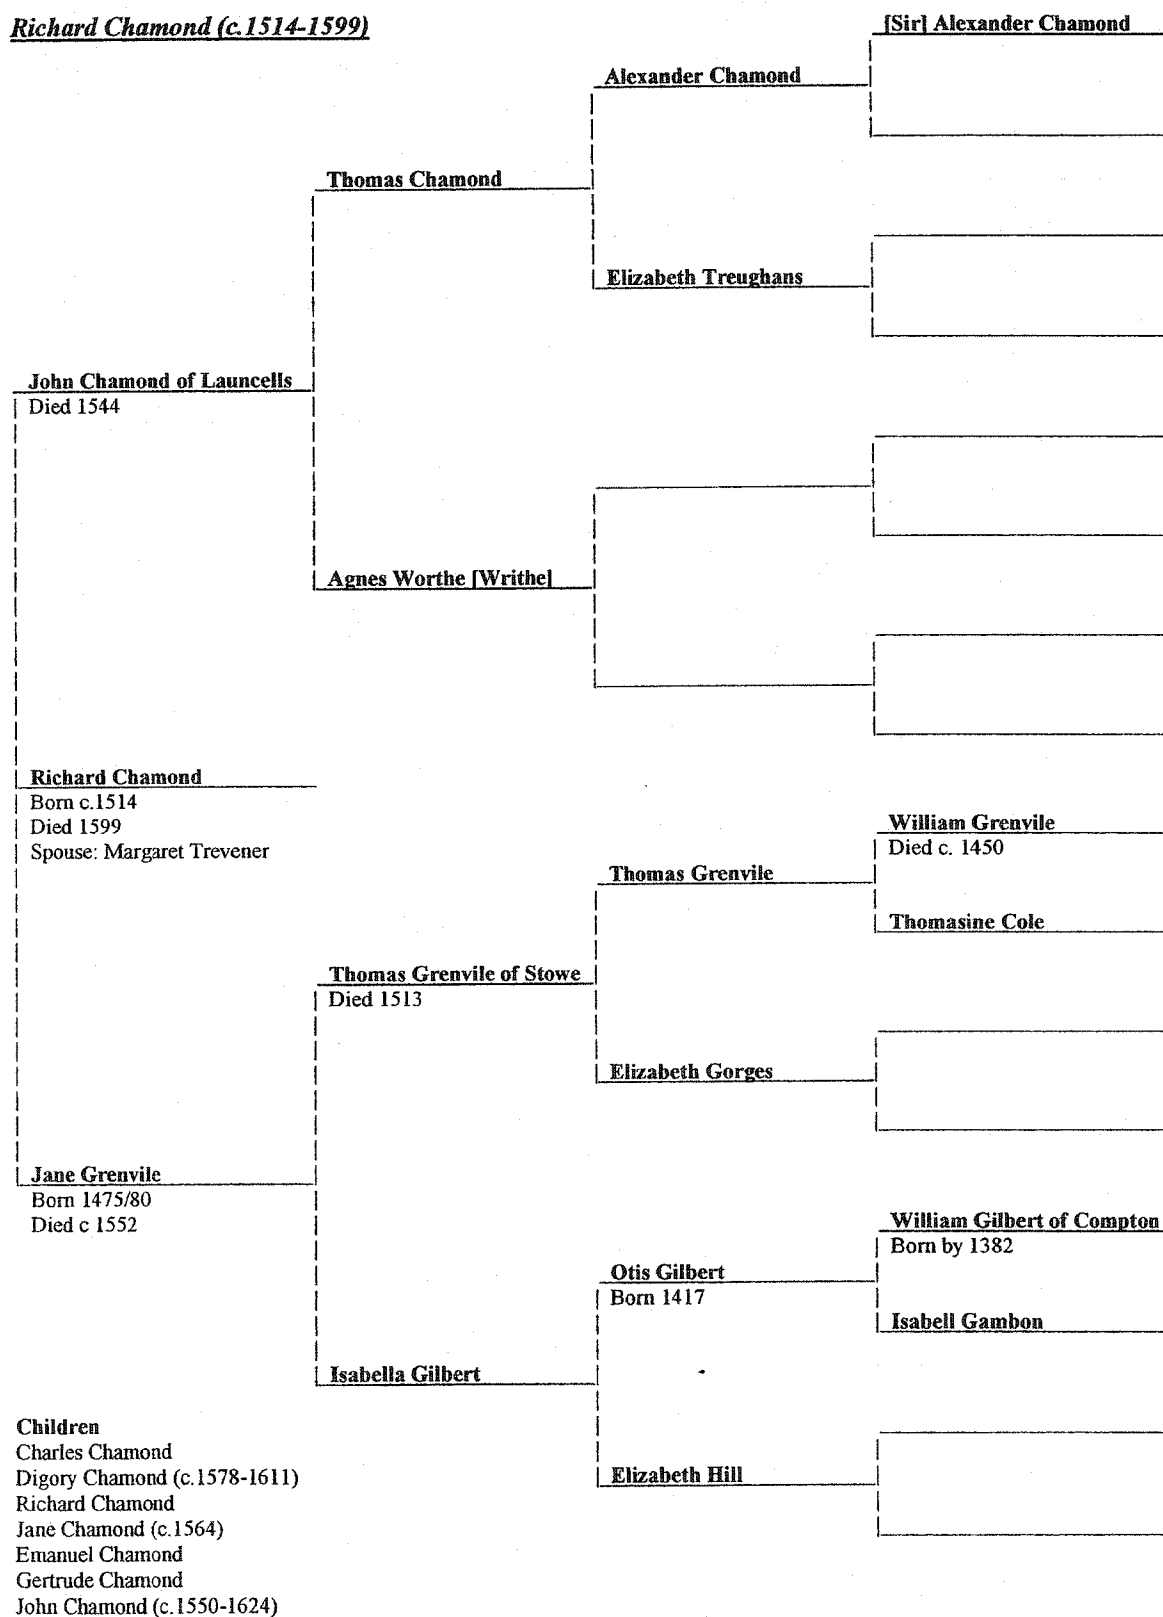 Richard Chamond (c.1514-1599)
[Sir] Alexander Chamond
Alexander Chamond
Thomas Chamond
Elizabeth Treughans
John Chamond of Launcells
Died 1544
Agnes Worthe [Writhe]
Richard Chamond
Born c.1514
Died 1599
Spouse: Margaret Trevener
William Grenvile
Died c. 1450
Thomas Grenvile
Thomasine Cole
Thomas Grenvile of Stowe
Died 1513
Elizabeth Gorges
Jane Grenvile
Born 1475/80
Died c 1552
William Gilbert of Compton
Born by 1382
Otis Gilbert
Born 1417
Isabell Gambon
Isabella Gilbert
Elizabeth Hill
Children
Charles Chamond
Digory Chamond (c.1578-1611)
Richard Chamond
Jane Chamond (c.1564)
Emanuel Chamond
Gertrude Chamond
John Chamond (c.1550-1624)